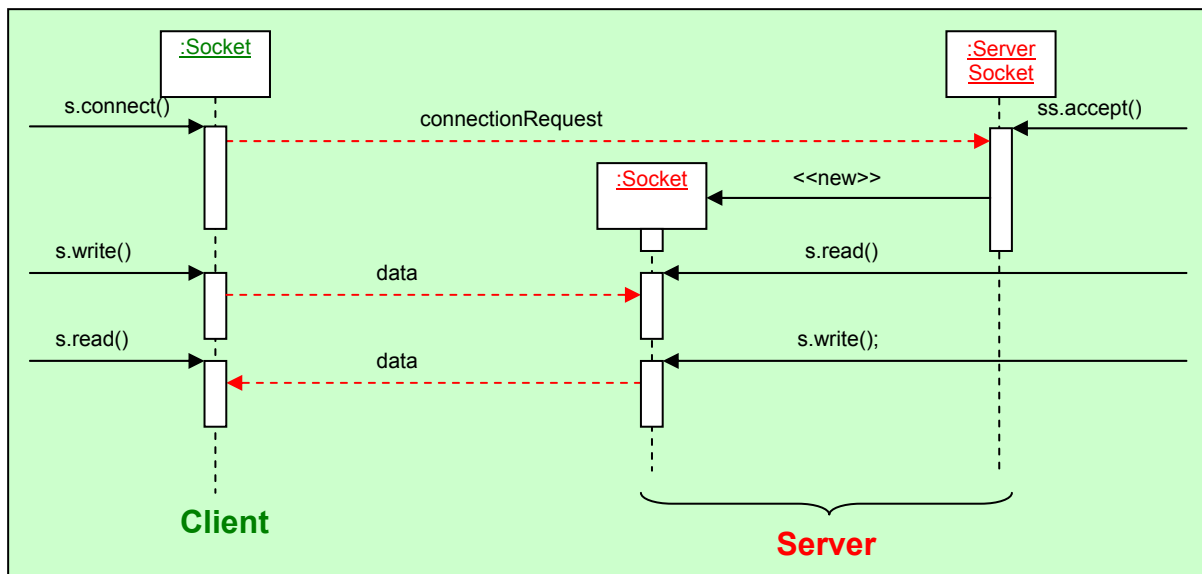 :Socket
:Server
Socket
s.connect()
connectionRequest
ss.accept()
:Socket
<<new>>
s.write()
data
s.read()
s.read()
data
s.write();
Client
Server